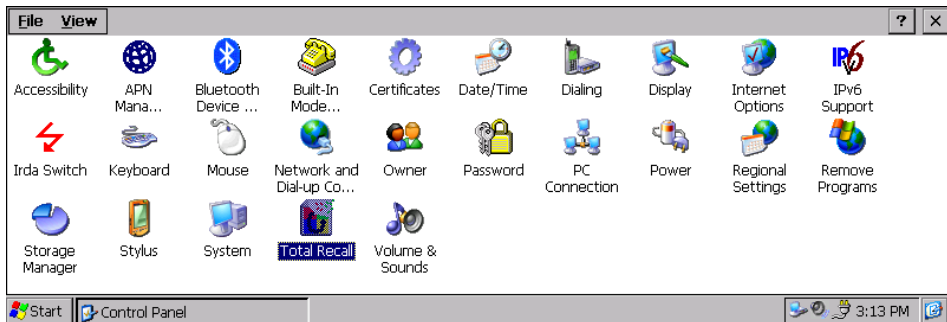 File View ? ×
Accessibility APN Mana... Bluetooth Device ... Built-In Mode... Certificates Date/Time Dialing Display Internet Options IPv6 Support
Irda Switch Keyboard Mouse Network and Dial-up Co... Owner Password PC Connection Power Regional Settings Remove Programs
Storage Manager Stylus System Total Recall Volume & Sounds
Start Control Panel 3:13 PM